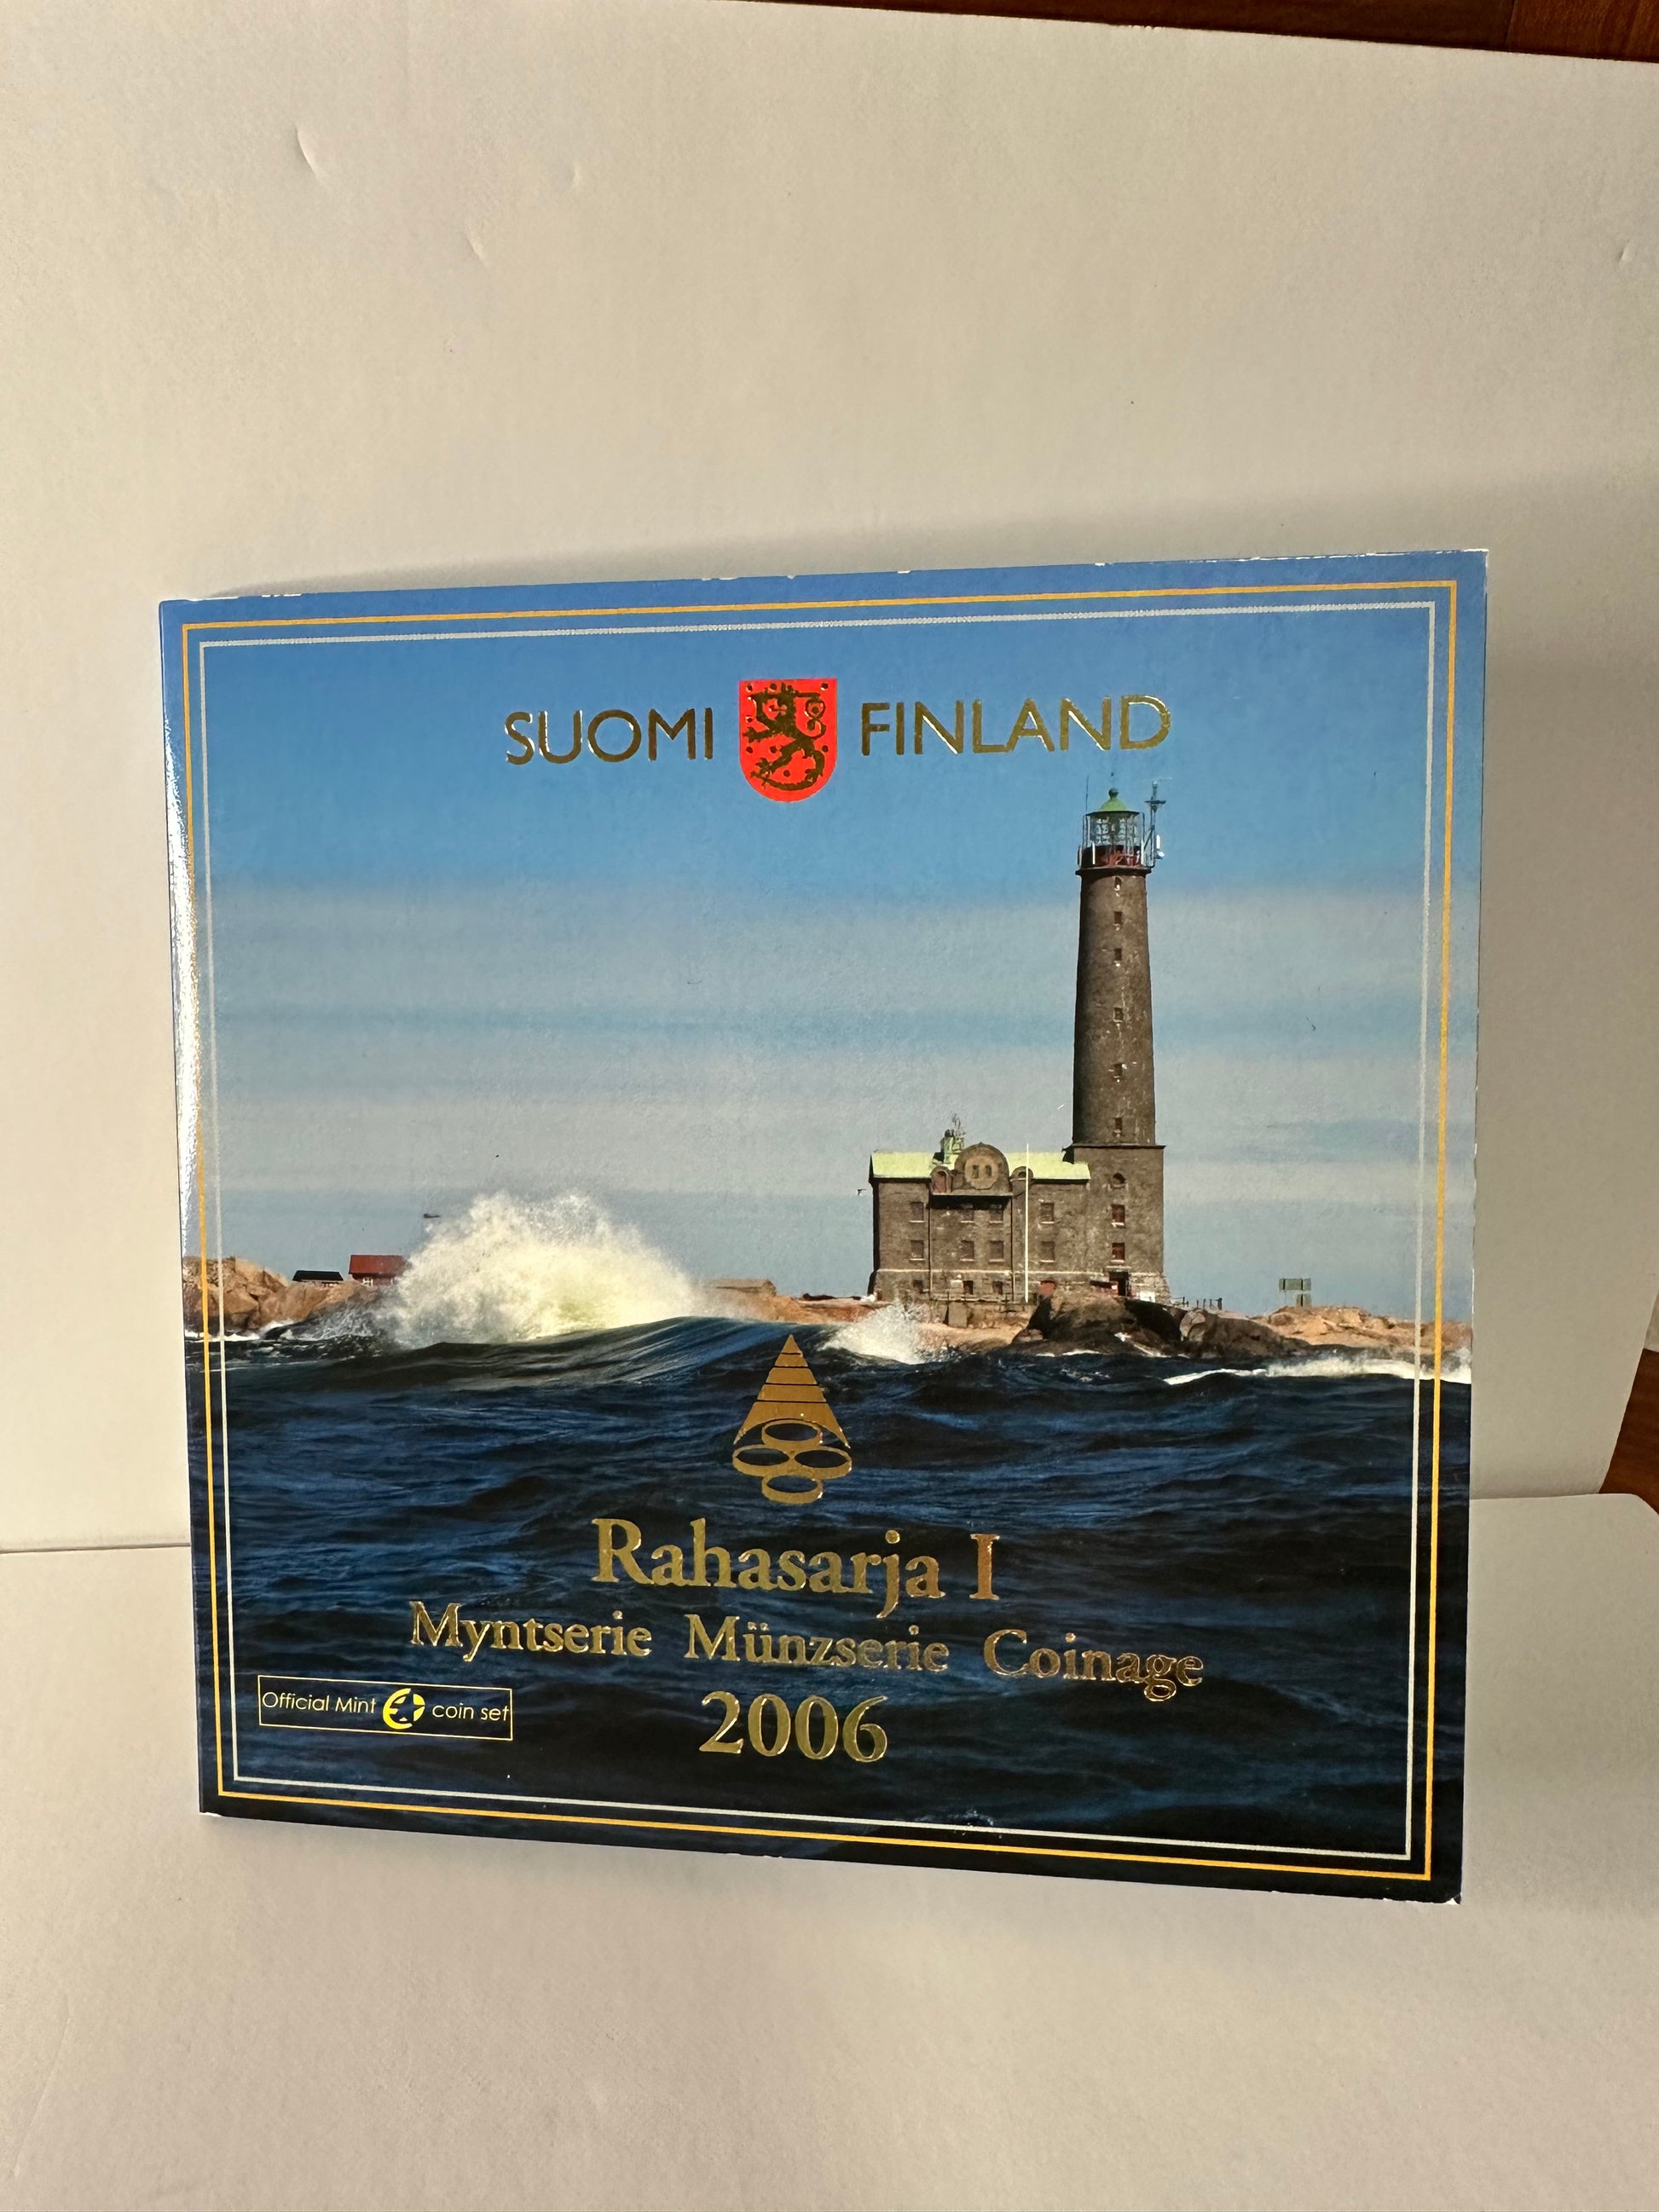 SUOMI FINLAND
Rahasarja I
Myntserie Münzserie Coinage
2006
Official Mint coin set